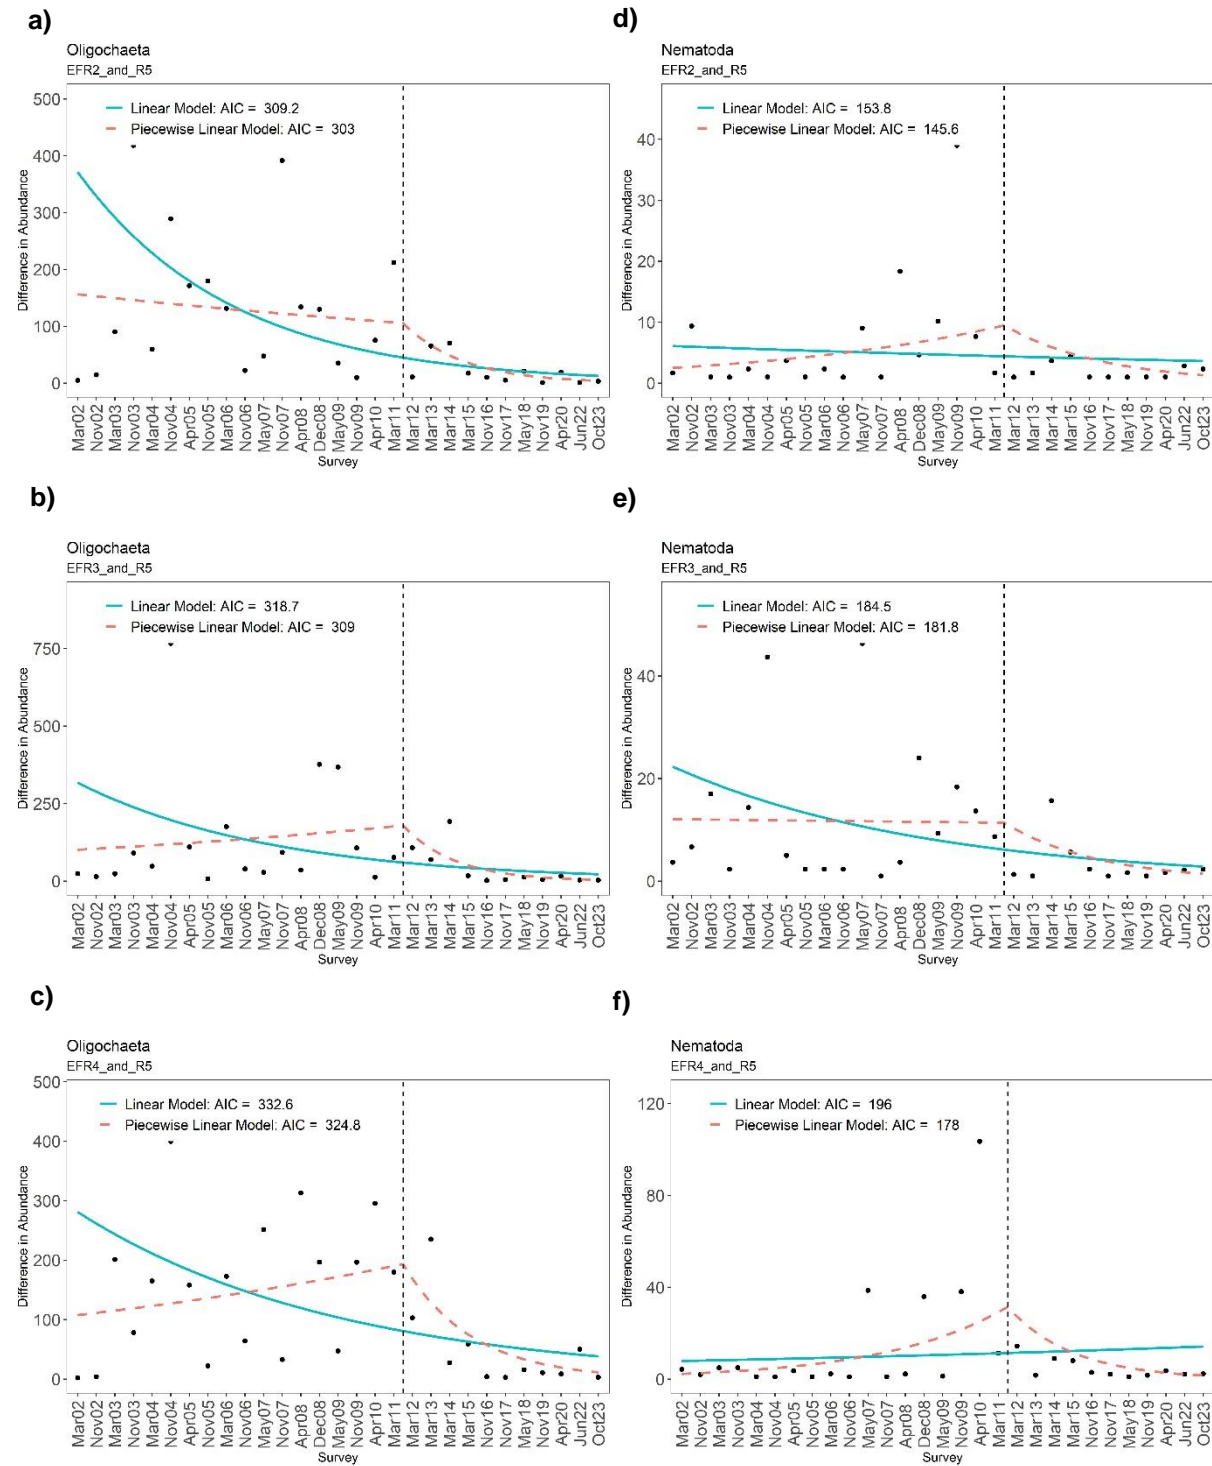 a)
Oligochaeta
EFR2_and_R5
Linear Model: AIC = 309.2
Piecewise Linear Model: AIC = 303
500
400
300
200
100
0
Difference in Abundance
Mar02 Nov02 Mar03 Nov03 Mar04 Nov04 Apr05 Nov05 Mar06 Nov06 May07 Nov07 Apr08 Dec08 May09 Nov09 Apr10 Mar11 Mar12 Mar13 Mar14 Mar15 Nov16 Nov17 May18 Nov19 Apr20 Jun22 Oct23
Survey
d)
Nematoda
EFR2_and_R5
Linear Model: AIC = 153.8
Piecewise Linear Model: AIC = 145.6
40
30
20
10
0
Difference in Abundance
Mar02 Nov02 Mar03 Nov03 Mar04 Nov04 Apr05 Nov05 Mar06 Nov06 May07 Nov07 Apr08 Dec08 May09 Nov09 Apr10 Mar11 Mar12 Mar13 Mar14 Mar15 Nov16 Nov17 May18 Nov19 Apr20 Jun22 Oct23
Survey
b)
Oligochaeta
EFR3_and_R5
Linear Model: AIC = 318.7
Piecewise Linear Model: AIC = 309
750
500
250
0
Difference in Abundance
Mar02 Nov02 Mar03 Nov03 Mar04 Nov04 Apr05 Nov05 Mar06 Nov06 May07 Nov07 Apr08 Dec08 May09 Nov09 Apr10 Mar11 Mar12 Mar13 Mar14 Mar15 Nov16 Nov17 May18 Nov19 Apr20 Jun22 Oct23
Survey
e)
Nematoda
EFR3_and_R5
Linear Model: AIC = 184.5
Piecewise Linear Model: AIC = 181.8
40
20
0
Difference in Abundance
Mar02 Nov02 Mar03 Nov03 Mar04 Nov04 Apr05 Nov05 Mar06 Nov06 May07 Nov07 Apr08 Dec08 May09 Nov09 Apr10 Mar11 Mar12 Mar13 Mar14 Mar15 Nov16 Nov17 May18 Nov19 Apr20 Jun22 Oct23
Survey
c)
Oligochaeta
EFR4_and_R5
Linear Model: AIC = 332.6
Piecewise Linear Model: AIC = 324.8
500
400
300
200
100
0
Difference in Abundance
Mar02 Nov02 Mar03 Nov03 Mar04 Nov04 Apr05 Nov05 Mar06 Nov06 May07 Nov07 Apr08 Dec08 May09 Nov09 Apr10 Mar11 Mar12 Mar13 Mar14 Mar15 Nov16 Nov17 May18 Nov19 Apr20 Jun22 Oct23
Survey
f)
Nematoda
EFR4_and_R5
Linear Model: AIC = 196
Piecewise Linear Model: AIC = 178
120
80
40
0
Difference in Abundance
Mar02 Nov02 Mar03 Nov03 Mar04 Nov04 Apr05 Nov05 Mar06 Nov06 May07 Nov07 Apr08 Dec08 May09 Nov09 Apr10 Mar11 Mar12 Mar13 Mar14 Mar15 Nov16 Nov17 May18 Nov19 Apr20 Jun22 Oct23
Survey